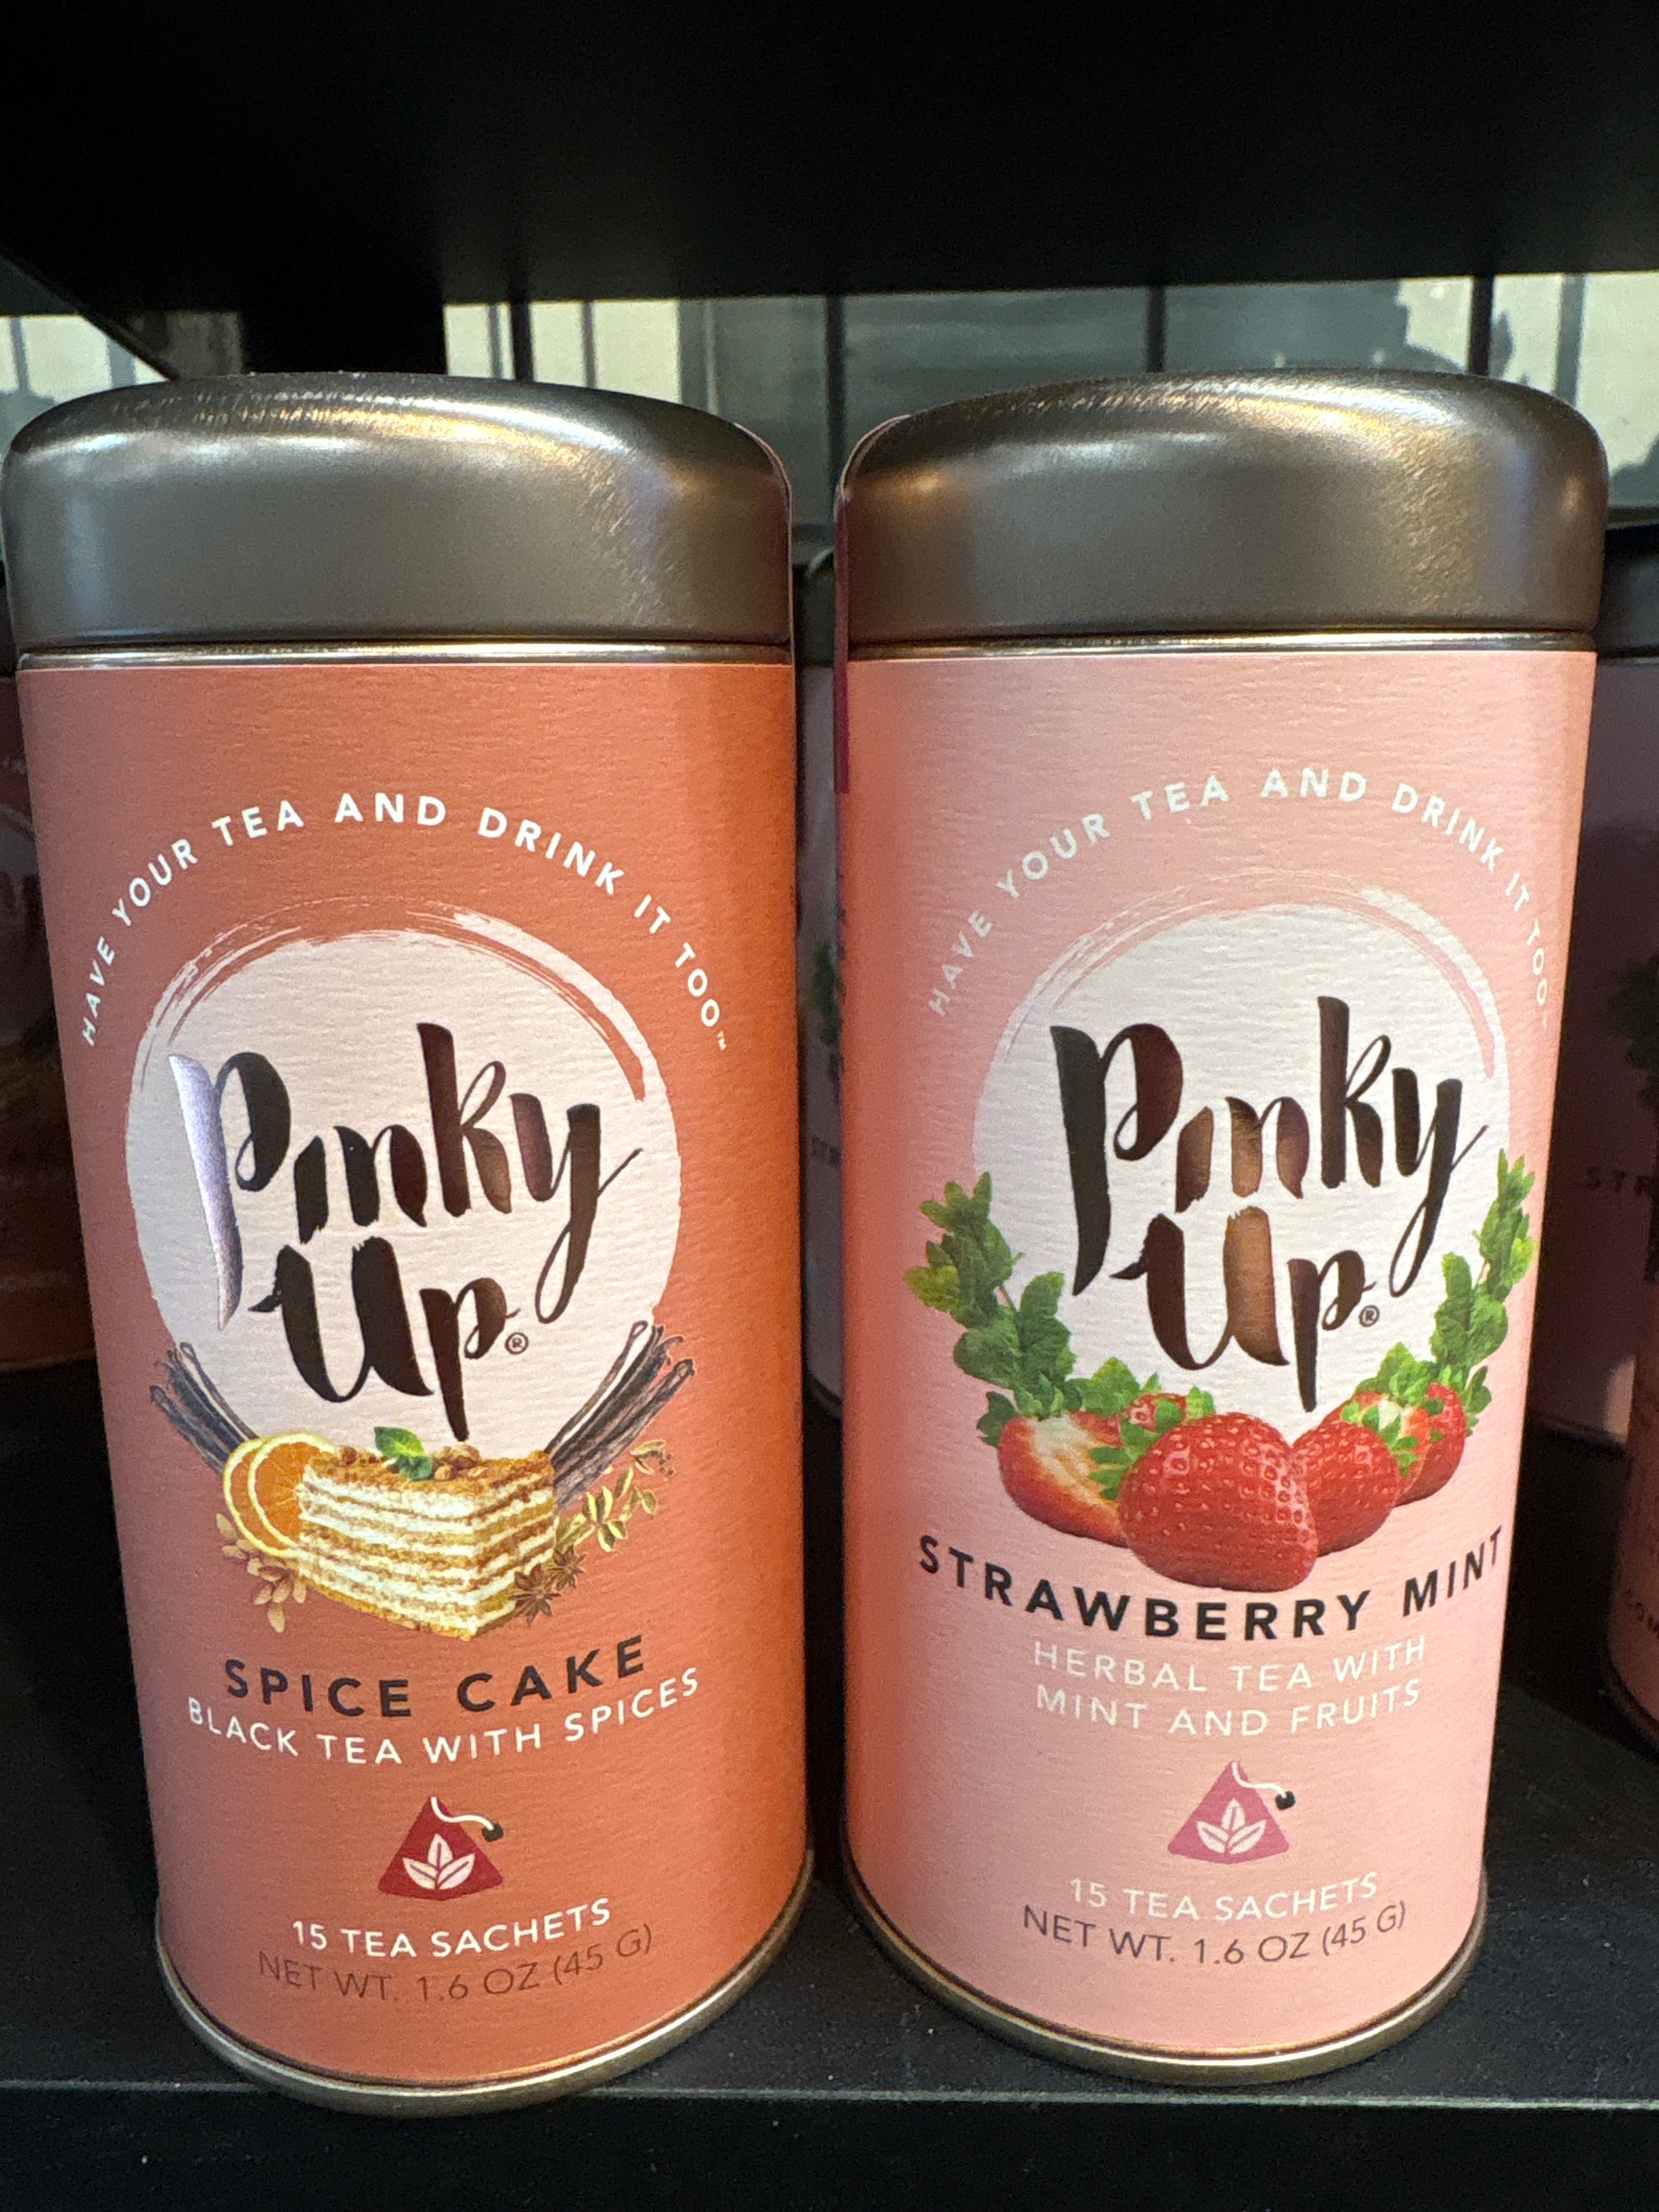 HAVE YOUR TEA AND DRINK IT TOO™
Pinky
Up®
SPICE CAKE
BLACK TEA WITH SPICES
15 TEA SACHETS
NET WT. 1.6 OZ (45 G)
HAVE YOUR TEA AND DRINK IT TOO™
Pinky
Up®
STRAWBERRY MINT
HERBAL TEA WITH
MINT AND FRUITS
15 TEA SACHETS
NET WT. 1.6 OZ (45 G)